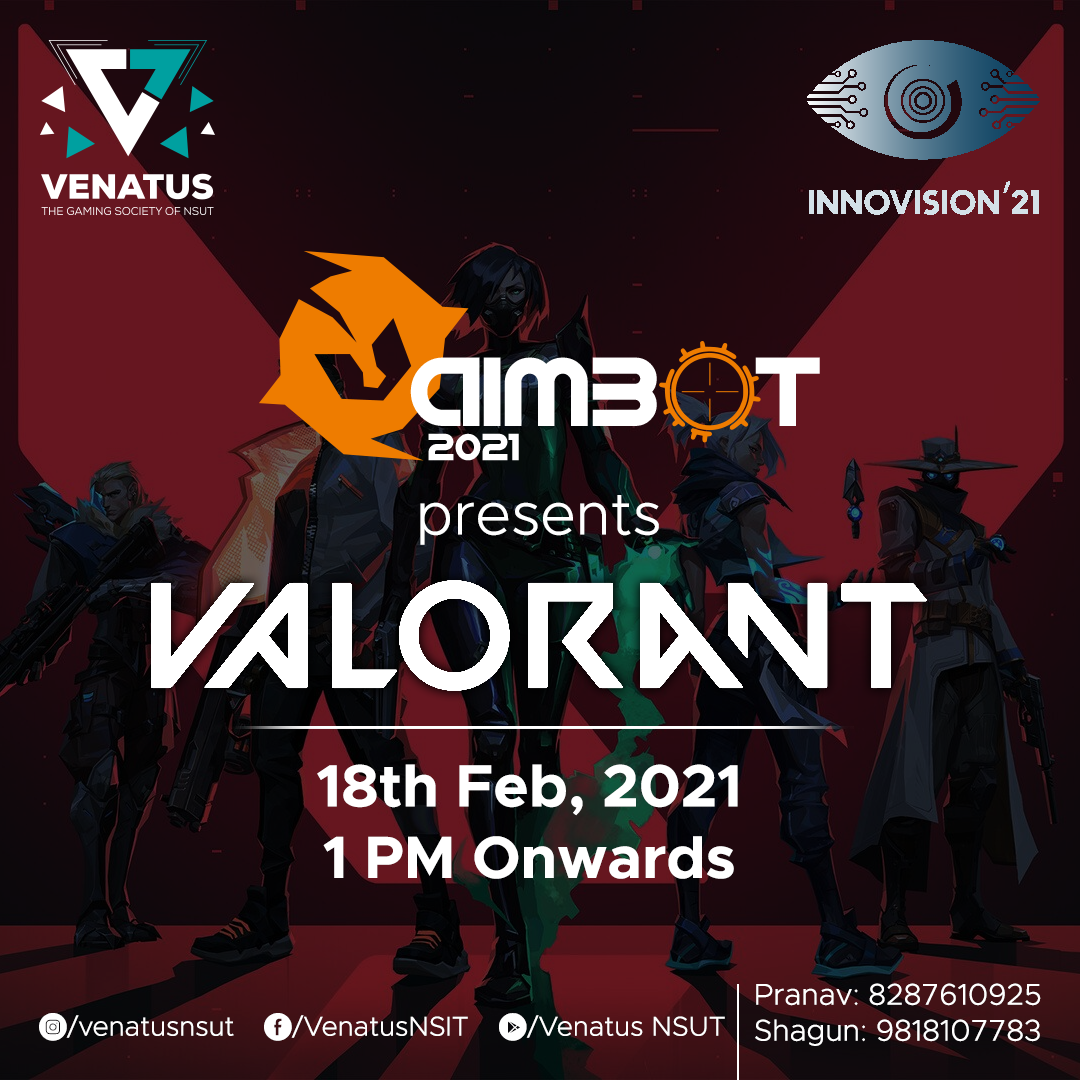 VENATUS
THE GAMING SOCIETY OF NSUT
INNOVISION'21
AIMBOT
2021
presents
VALORANT
18th Feb, 2021
1 PM Onwards
/venatusnsut
/VenatusNSIT
/Venatus NSUT
Pranav: 8287610925
Shagun: 9818107783